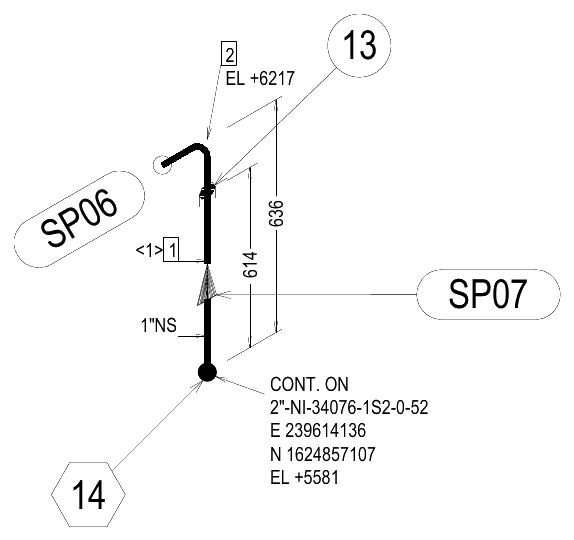 13
2
EL +6217
SP06
636
<1> 1
614
SP07
1"NS
CONT. ON
2"-NI-34076-1S2-0-52
E 239614136
N 1624857107
EL +5581
14